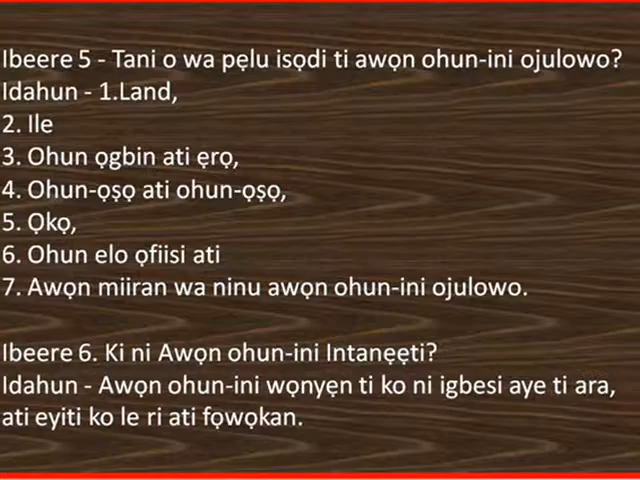 Ibeere 5 - Tani o wa pẹlu isọdi ti awọn ohun-ini ojulowo?
Idahun - 1.Land,
2. Ile
3. Ohun ọgbin ati ẹrọ,
4. Ohun-ọṣọ ati ohun-ọṣọ,
5. Ọkọ,
6. Ohun elo ọfiisi ati
7. Awọn miiran wa ninu awọn ohun-ini ojulowo.
Ibeere 6. Ki ni Awọn ohun-ini Intanẹẹti?
Idahun - Awọn ohun-ini wọnyẹn ti ko ni igbesi aye ti ara,
ati eyiti ko le ri ati fọwọkan.